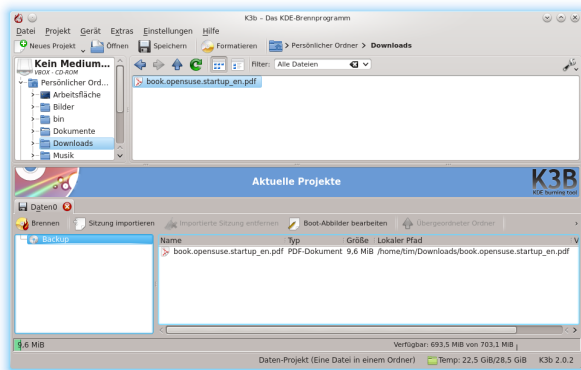 K3b – Das KDE-Brennprogramm
Datei Projekt Gerät Extras Einstellungen Hilfe
Neues Projekt Öffnen Speichern Formatieren > Persönlicher Ordner > Downloads
Kein Medium...
VBOX - CD-ROM
Filter: Alle Dateien
Persönlicher Ord...
Arbeitsfläche
Bilder
bin
Dokumente
Downloads
Musik
book.opensuse.startup_en.pdf
Aktuelle Projekte
K3B
KDE burning tool
Daten0
Brennen Sitzung importieren Importierte Sitzung entfernen Boot-Abbilder bearbeiten Übergeordneter Ordner
Backup
Name Typ Größe Lokaler Pfad V
book.opensuse.startup_en.pdf PDF-Dokument 9,6 MiB /home/tim/Downloads/book.opensuse.startup_en.pdf
9,6 MiB Verfügbar: 693,5 MiB von 703,1 MiB
Daten-Projekt (Eine Datei in einem Ordner) Temp: 22,5 GiB/28,5 GiB K3b 2.0.2